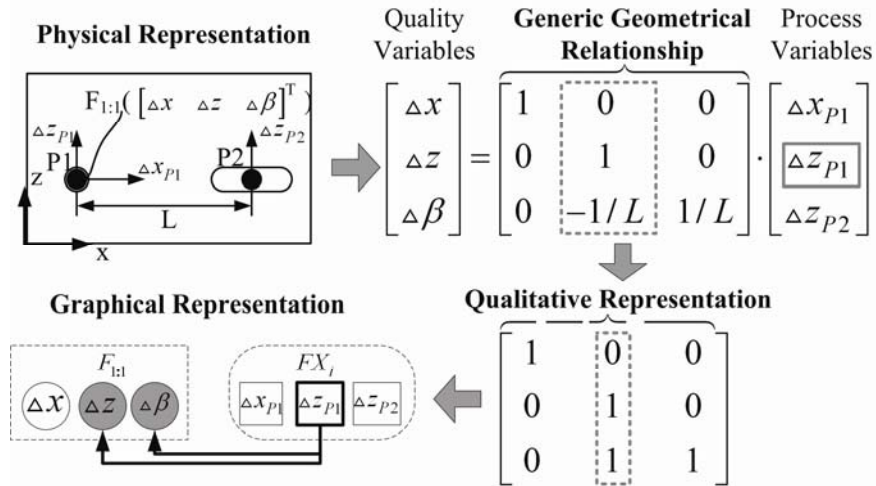 Physical Representation
F1:1([△x △z △β]T)
△zP1
△zP2
P1
P2
△xP1
z
L
x
Quality Variables
△x
△z
△β
=
Generic Geometrical Relationship
1 0 0
0 1 0
0 −1/L 1/L
·
Process Variables
△xP1
△zP1
△zP2
Qualitative Representation
1 0 0
0 1 0
0 1 1
Graphical Representation
F1:1
△x △z △β
FXi
△xP1 △zP1 △zP2